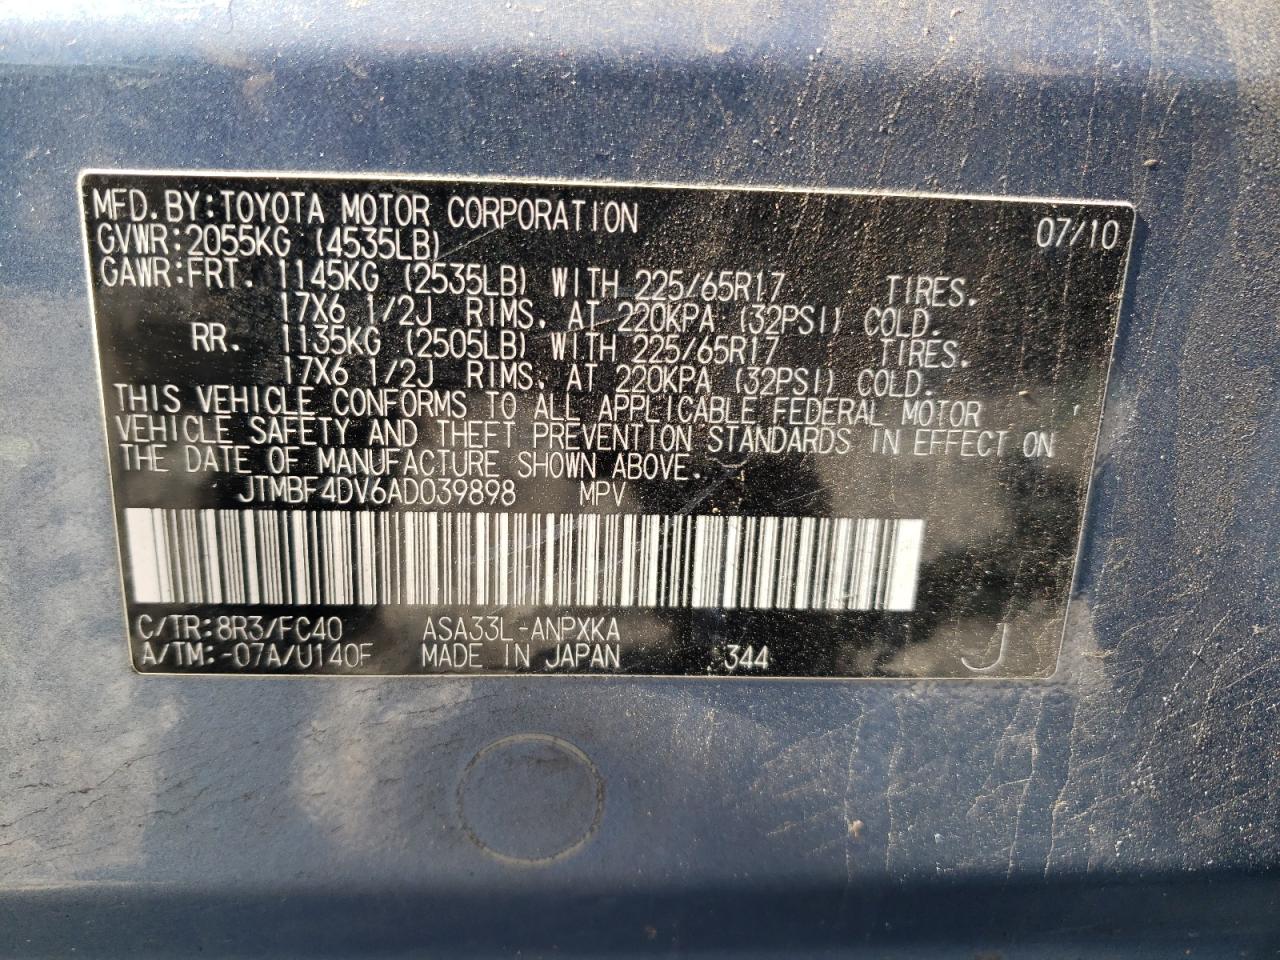 MFD. BY: TOYOTA MOTOR CORPORATION 07/10
GVWR: 2055KG (4535LB)
GAWR: FRT. 1145KG (2535LB) WITH 225/65R17 TIRES.
17X6 1/2J RIMS, AT 220KPA (32PSI) COLD.
RR. 1135KG (2505LB) WITH 225/65R17 TIRES.
17X6 1/2J RIMS, AT 220KPA (32PSI) COLD.
THIS VEHICLE CONFORMS TO ALL APPLICABLE FEDERAL MOTOR
VEHICLE SAFETY AND THEFT PREVENTION STANDARDS IN EFFECT ON
THE DATE OF MANUFACTURE SHOWN ABOVE.
JTMBF4DV6AD039898 MPV
C/TR: 8R3/FC40 ASA33L-ANPXKA
A/TM: -07A/U140F MADE IN JAPAN 344 J